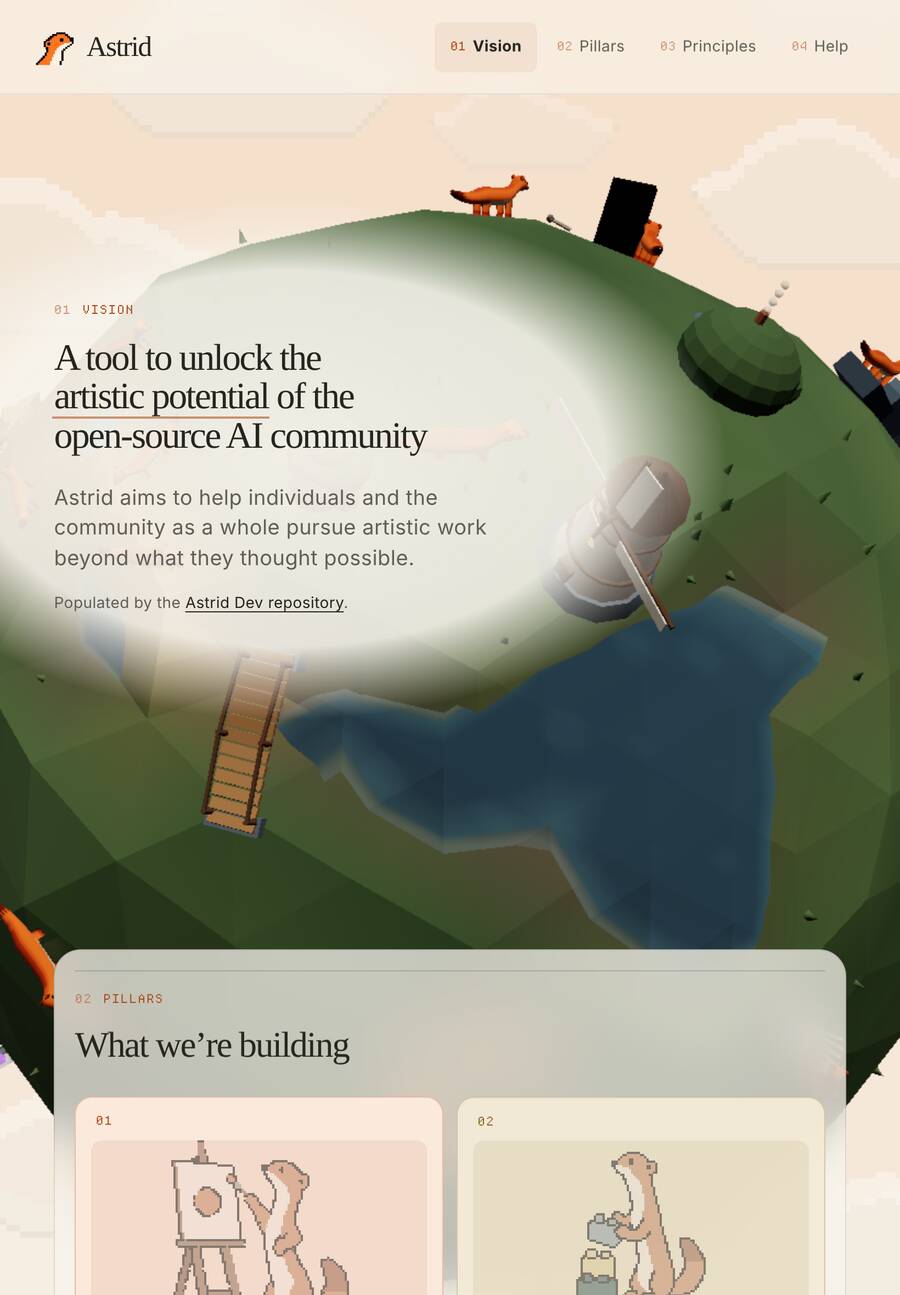 Astrid
01 Vision
02 Pillars
03 Principles
04 Help
01 VISION
A tool to unlock the
artistic potential of the
open-source AI community
Astrid aims to help individuals and the
community as a whole pursue artistic work
beyond what they thought possible.
Populated by the Astrid Dev repository.
02 PILLARS
What we’re building
01
02